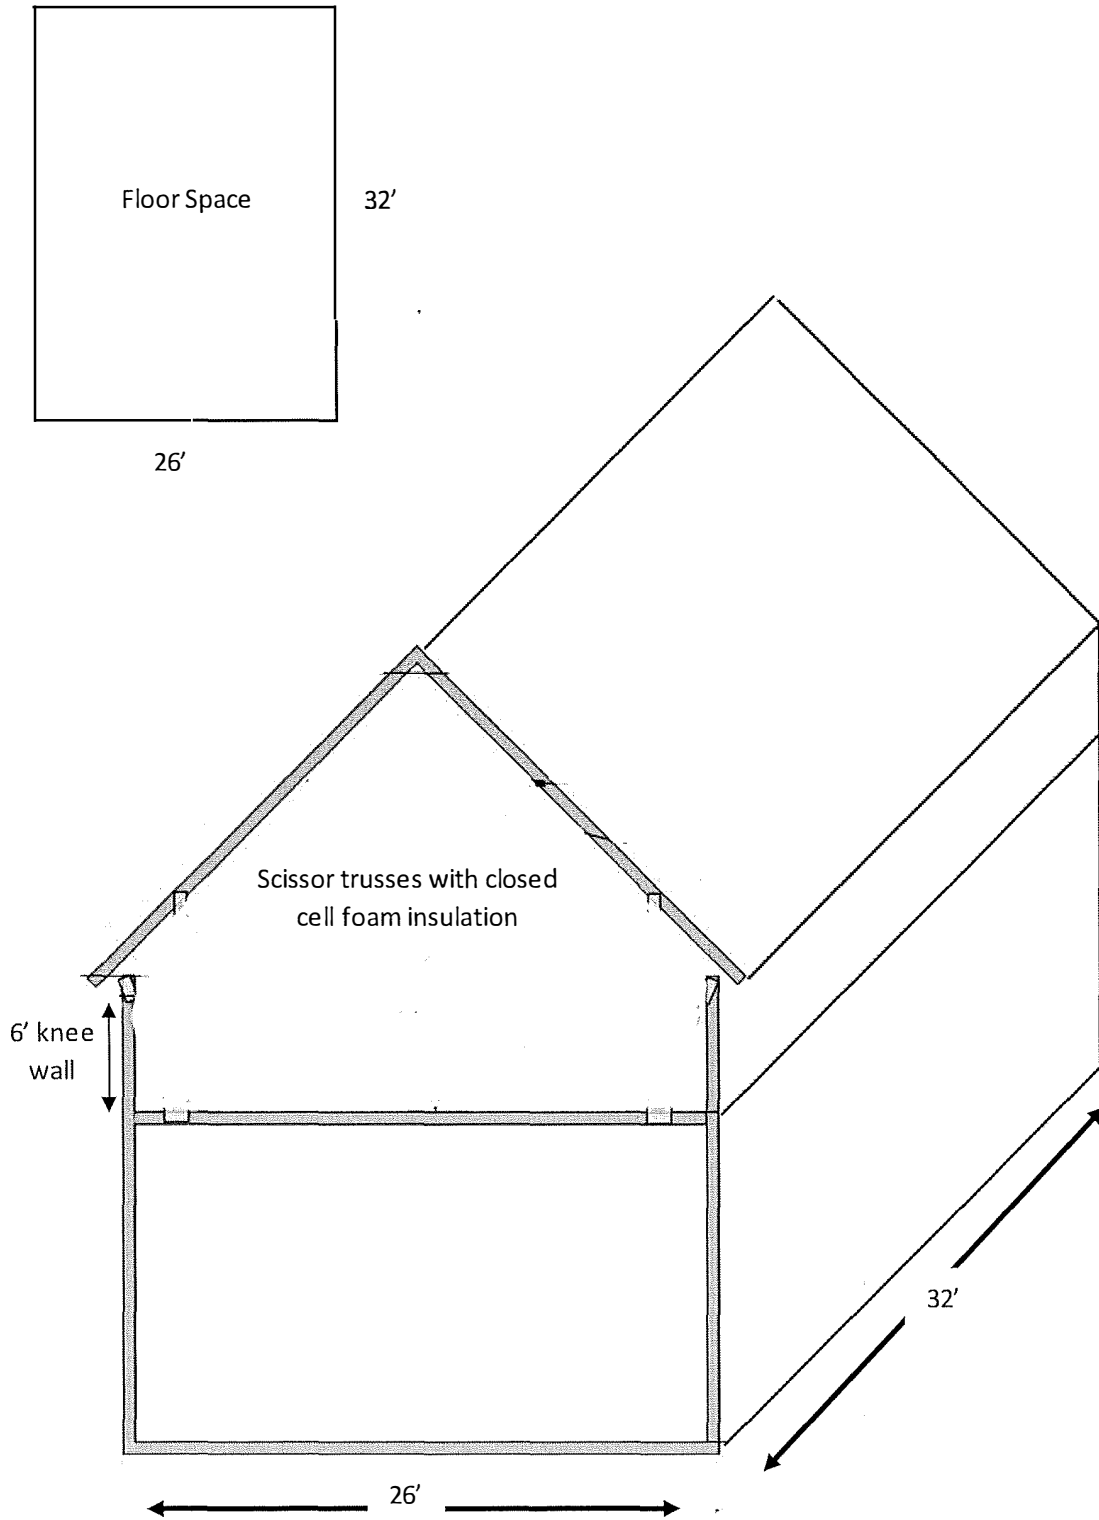 Floor Space
32’
26’
Scissor trusses with closed
cell foam insulation
6’ knee
wall
32’
26’